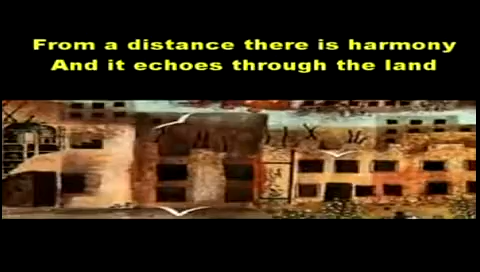 From a distance there is harmony
And it echoes through the land